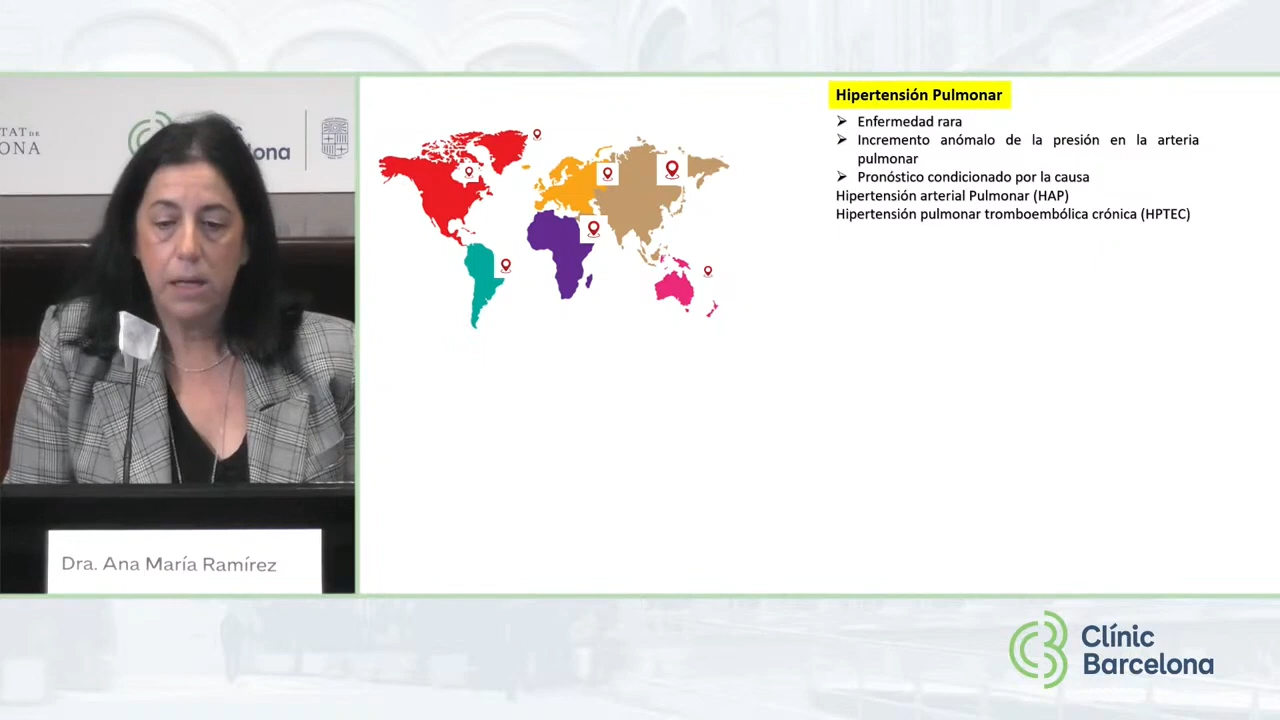 Hipertensión Pulmonar
Enfermedad rara
Incremento anómalo de la presión en la arteria
pulmonar
Pronóstico condicionado por la causa
Hipertensión arterial Pulmonar (HAP)
Hipertensión pulmonar tromboembólica crónica (HPTEC)
Dra. Ana María Ramírez
Clínic
Barcelona